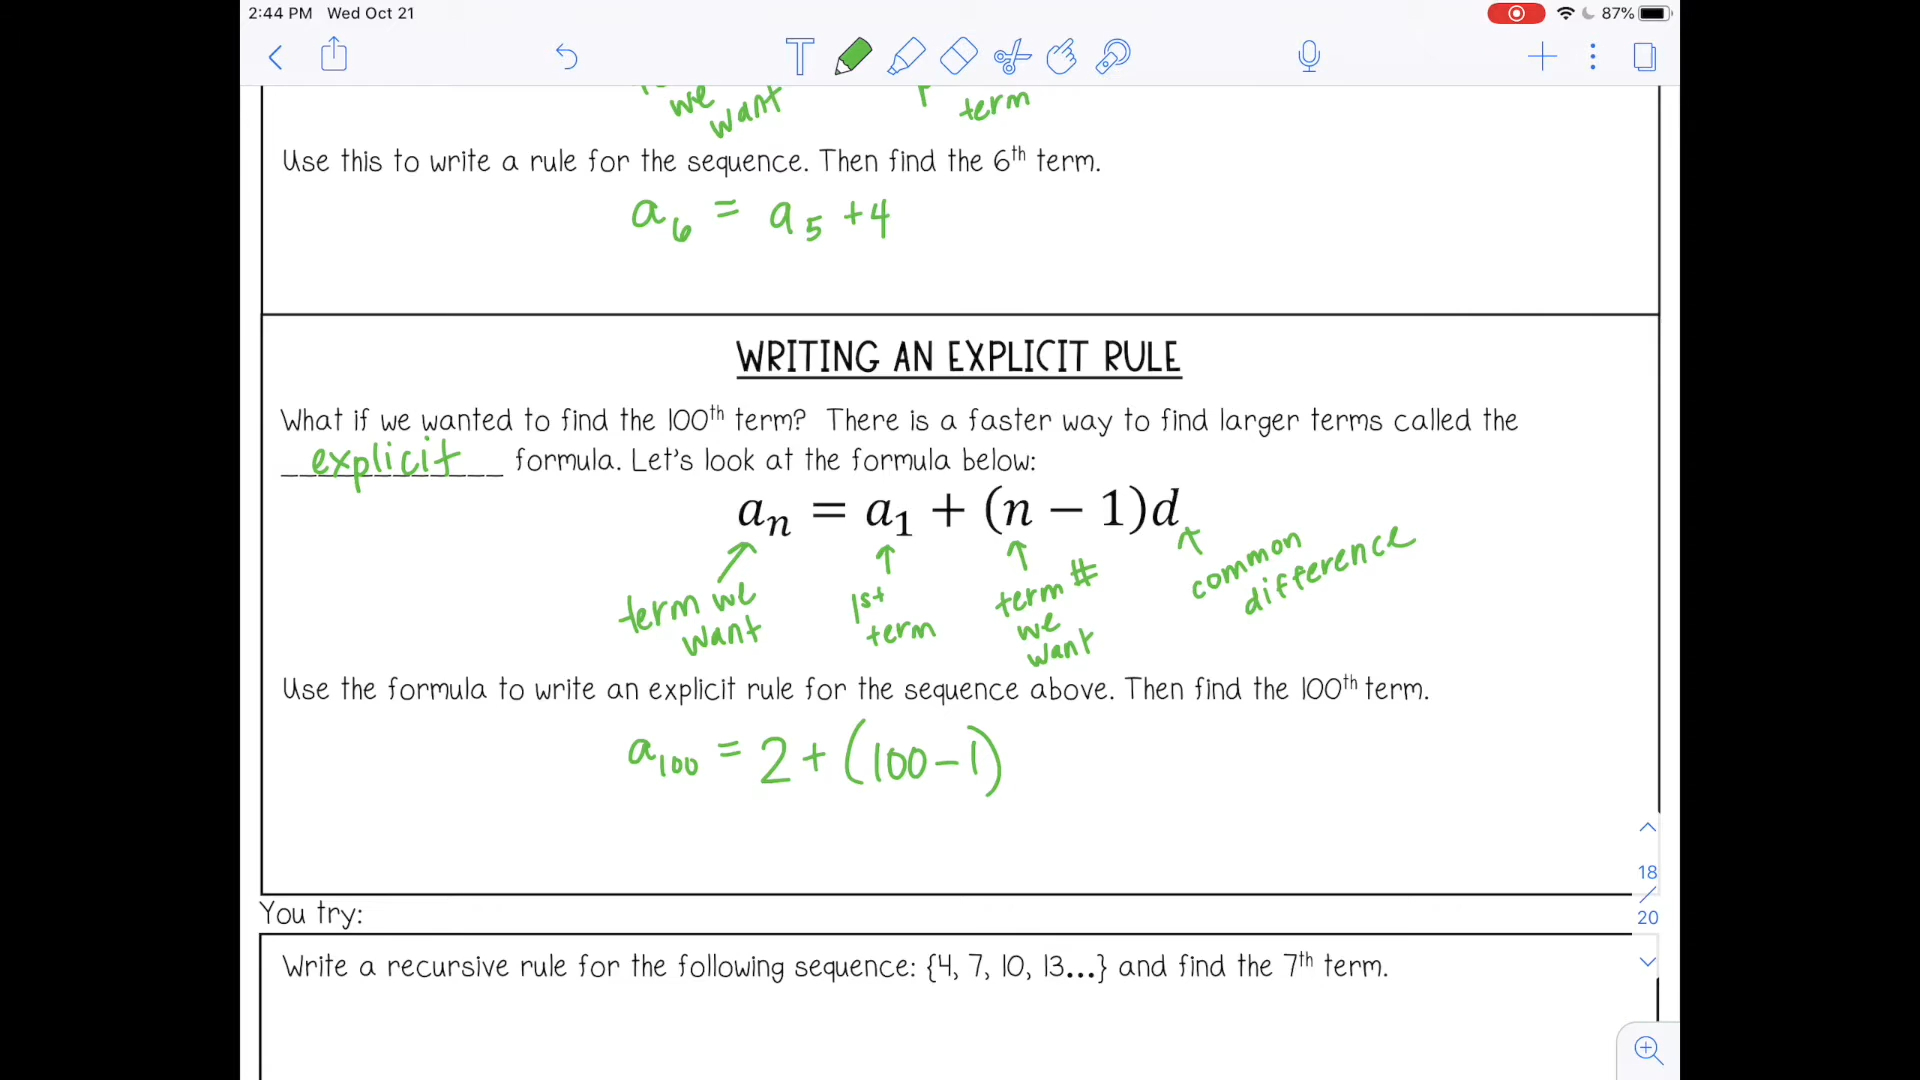 2:44 PM Wed Oct 21
87%
we
want
term
Use this to write a rule for the sequence. Then find the 6th term.
a6 = a5 +4
WRITING AN EXPLICIT RULE
What if we wanted to find the 100th term? There is a faster way to find larger terms called the
explicit formula. Let's look at the formula below:
an = a1 + (n − 1)d
term we want
1st term
term # we want
common difference
Use the formula to write an explicit rule for the sequence above. Then find the 100th term.
a100 = 2 + (100 − 1)
18
/
20
You try:
Write a recursive rule for the following sequence: {4, 7, 10, 13...} and find the 7th term.